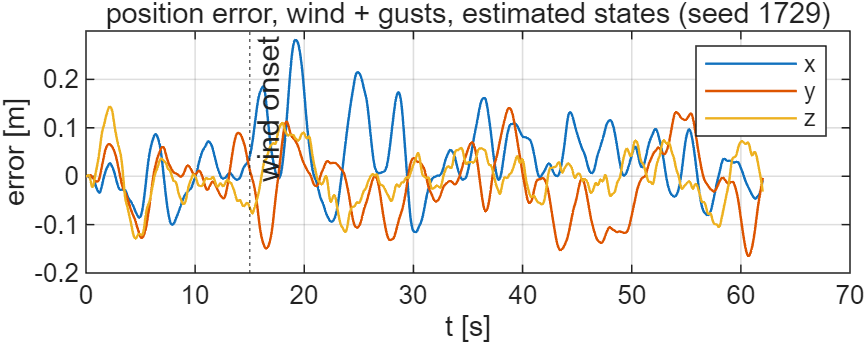 position error, wind + gusts, estimated states (seed 1729)
error [m]
0.2
0.1
0
-0.1
-0.2
wind onset
x
y
z
0 10 20 30 40 50 60 70
t [s]